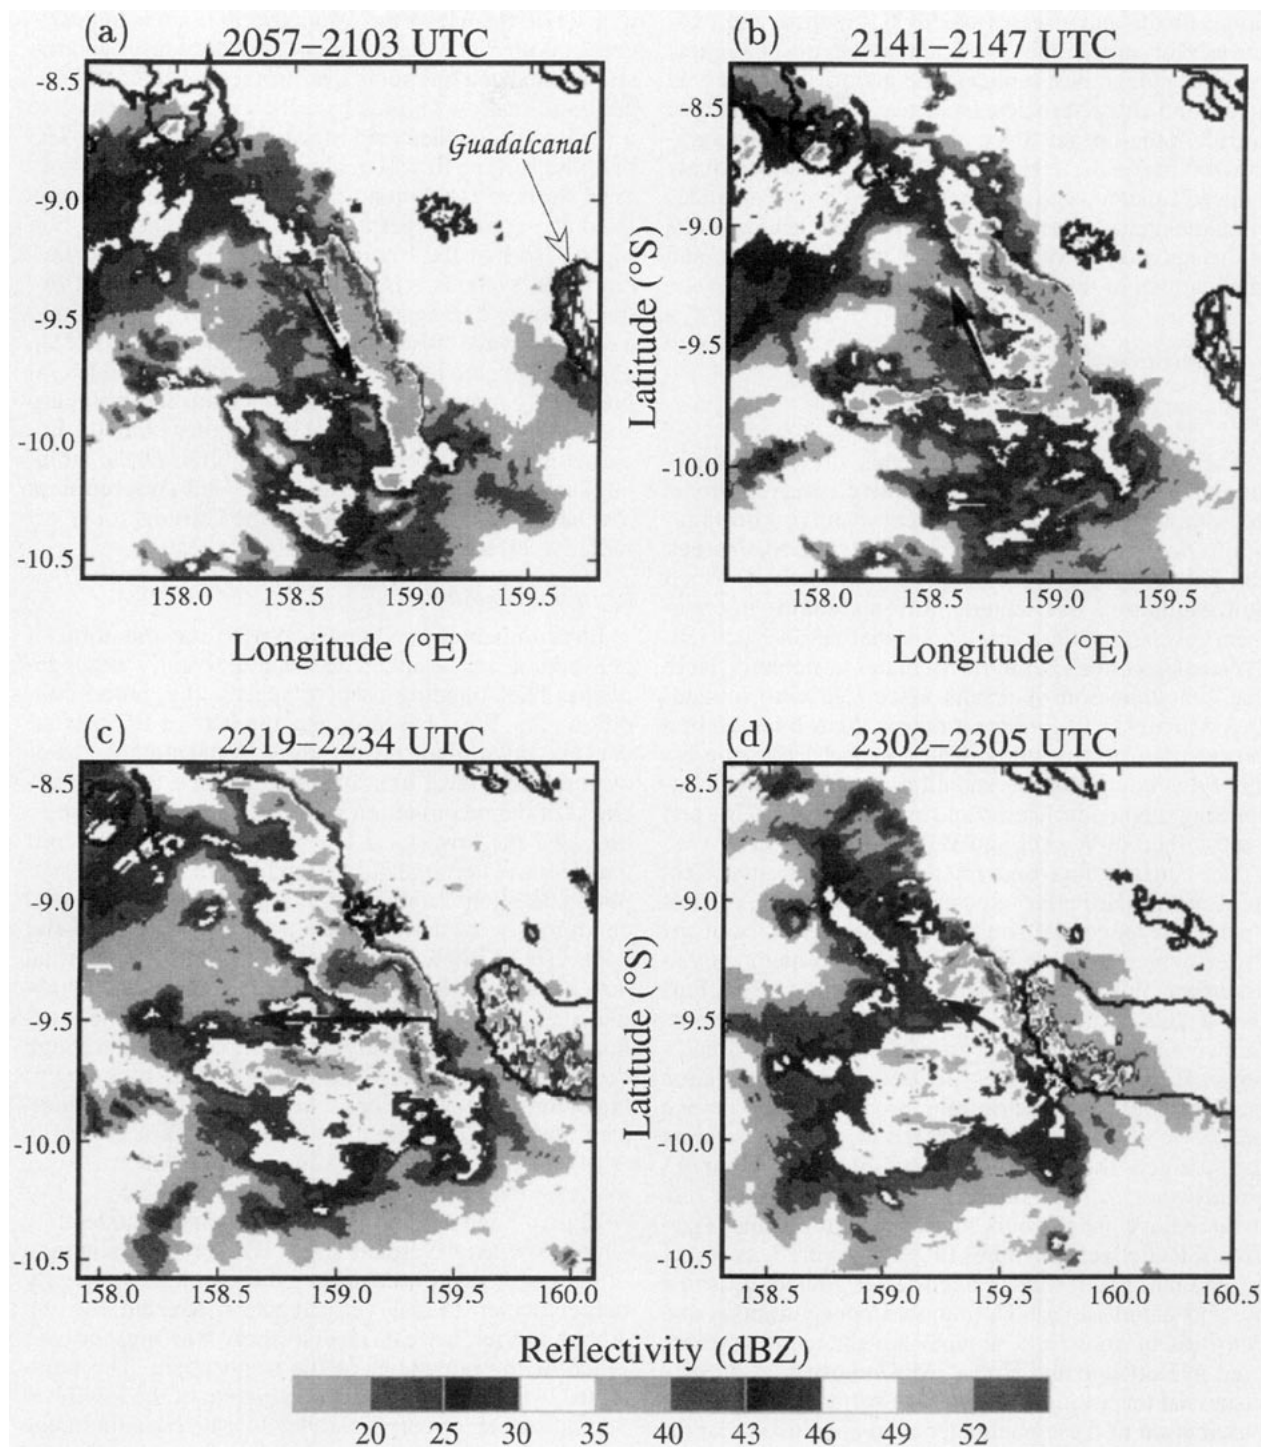 (a) 2057–2103 UTC
-8.5
Guadalcanal
-9.0
-9.5
-10.0
-10.5
158.0 158.5 159.0 159.5
Longitude (°E)
(b) 2141–2147 UTC
Latitude (°S)
-8.5
-9.0
-9.5
-10.0
158.0 158.5 159.0 159.5
Longitude (°E)
(c) 2219–2234 UTC
-8.5
-9.0
-9.5
-10.0
-10.5
158.0 158.5 159.0 159.5 160.0
(d) 2302–2305 UTC
Latitude (°S)
-8.5
-9.0
-9.5
-10.0
-10.5
158.5 159.0 159.5 160.0 160.5
Reflectivity (dBZ)
20 25 30 35 40 43 46 49 52